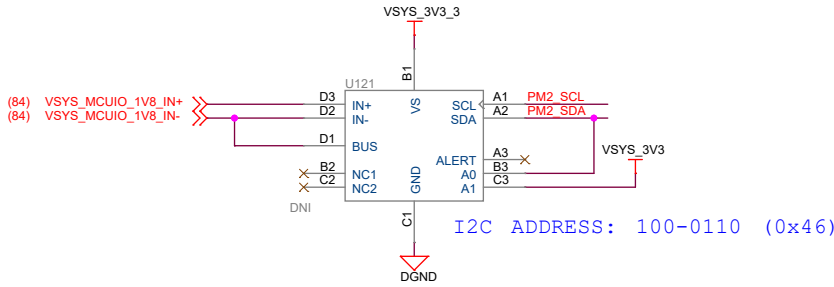 VSYS_3V3_3
B1
U121
(84) VSYS_MCUIO_1V8_IN+ D3 IN+ VS SCL A1 PM2_SCL
(84) VSYS_MCUIO_1V8_IN- D2 IN- SDA A2 PM2_SDA
D1 BUS
ALERT A3 VSYS_3V3
B2 NC1 A0 B3
C2 NC2 GND A1 C3
DNI
C1
I2C ADDRESS: 100-0110 (0x46)
DGND